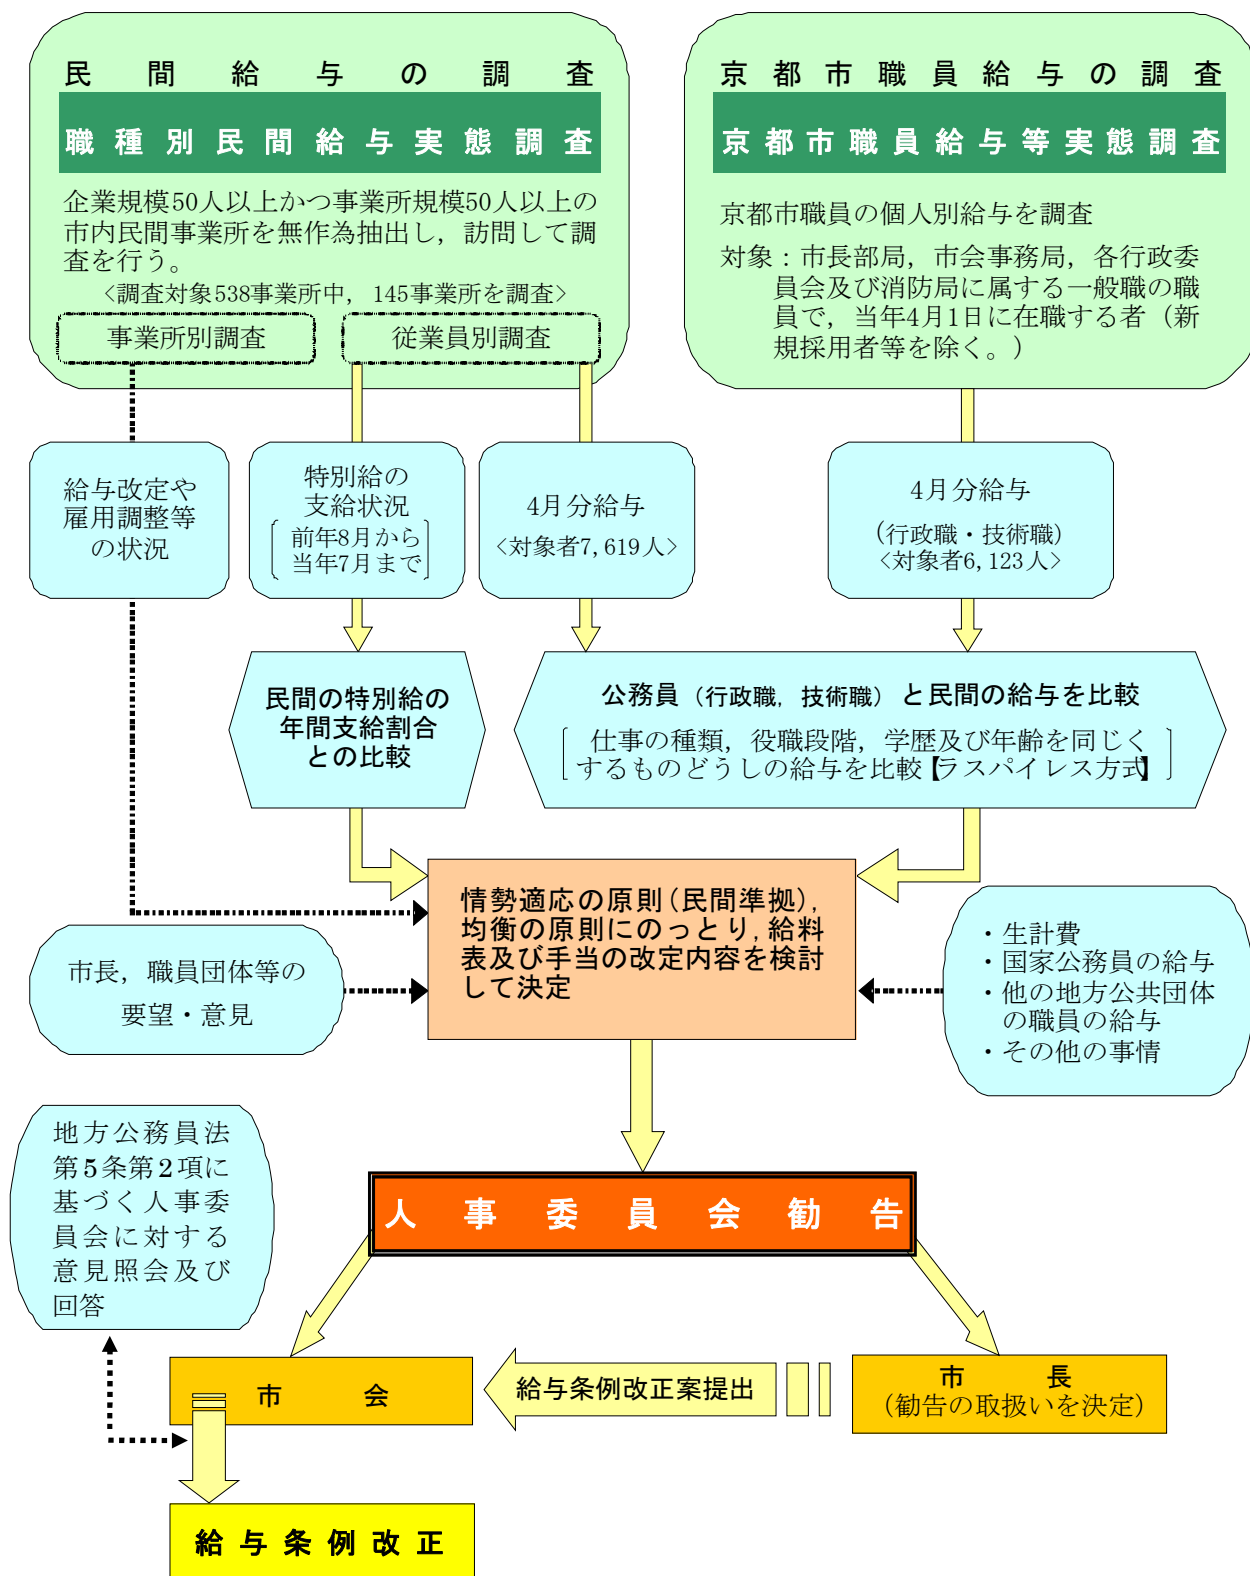 民間給与の調査
職種別民間給与実態調査
企業規模50人以上かつ事業所規模50人以上の
市内民間事業所を無作為抽出し，訪問して調
査を行う。
＜調査対象538事業所中，145事業所を調査＞
事業所別調査
従業員別調査
京都市職員給与の調査
京都市職員給与等実態調査
京都市職員の個人別給与を調査
対象：市長部局，市会事務局，各行政委
員会及び消防局に属する一般職の職
員で，当年4月1日に在職する者（新
規採用者等を除く。）
給与改定や
雇用調整等
の状況
特別給の
支給状況
前年8月から
当年7月まで
4月分給与
＜対象者7,619人＞
4月分給与
(行政職・技術職)
＜対象者6,123人＞
民間の特別給の
年間支給割合
との比較
公務員（行政職，技術職）と民間の給与を比較
仕事の種類，役職段階，学歴及び年齢を同じく
するものどうしの給与を比較【ラスパイレス方式】
情勢適応の原則(民間準拠)，
均衡の原則にのっとり，給料
表及び手当の改定内容を検討
して決定
市長，職員団体等の
要望・意見
・生計費
・国家公務員の給与
・他の地方公共団体
の職員の給与
・その他の事情
地方公務員法
第5条第2項に
基づく人事委
員会に対する
意見照会及び
回答
人事委員会勧告
市会
給与条例改正案提出
市長
（勧告の取扱いを決定）
給与条例改正